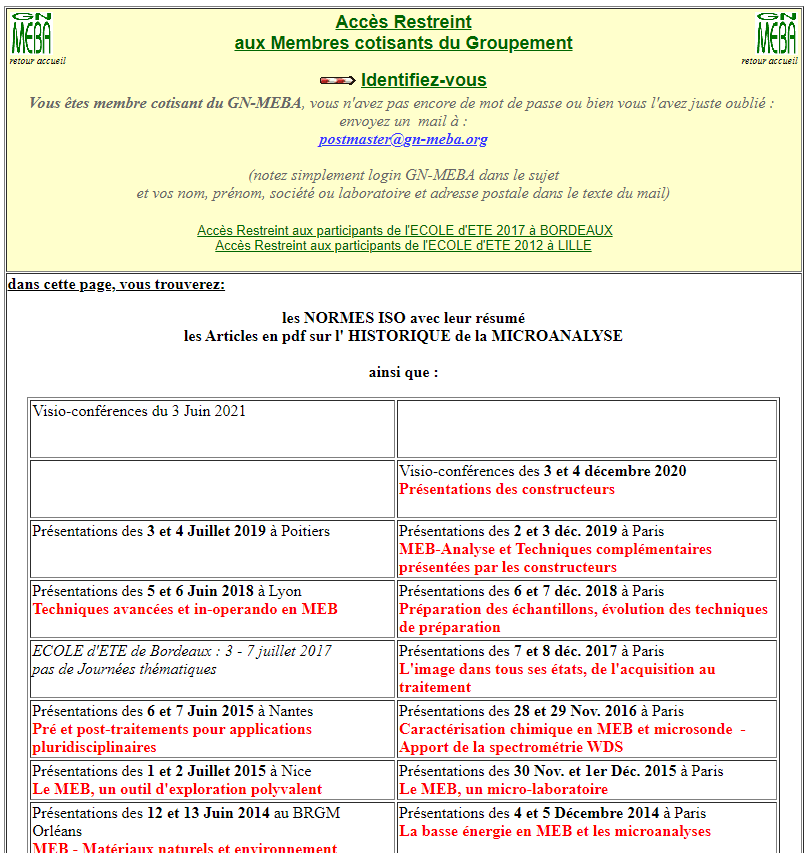 GN
MEBA
retour accueil
GN
MEBA
retour accueil
Accès Restreint
aux Membres cotisants du Groupement
Identifiez-vous
Vous êtes membre cotisant du GN-MEBA, vous n'avez pas encore de mot de passe ou bien vous l'avez juste oublié :
envoyez un mail à :
postmaster@gn-meba.org
(notez simplement login GN-MEBA dans le sujet
et vos nom, prénom, société ou laboratoire et adresse postale dans le texte du mail)
Accès Restreint aux participants de l'ECOLE d'ETE 2017 à BORDEAUX
Accès Restreint aux participants de l'ECOLE d'ETE 2012 à LILLE
dans cette page, vous trouverez:
les NORMES ISO avec leur résumé
les Articles en pdf sur l' HISTORIQUE de la MICROANALYSE
ainsi que :
Visio-conférences du 3 Juin 2021
Visio-conférences des 3 et 4 décembre 2020
Présentations des constructeurs
Présentations des 3 et 4 Juillet 2019 à Poitiers
Présentations des 2 et 3 déc. 2019 à Paris
MEB-Analyse et Techniques complémentaires
présentées par les constructeurs
Présentations des 5 et 6 Juin 2018 à Lyon
Techniques avancées et in-operando en MEB
Présentations des 6 et 7 déc. 2018 à Paris
Préparation des échantillons, évolution des techniques
de préparation
ECOLE d'ETE de Bordeaux : 3 - 7 juillet 2017
pas de Journées thématiques
Présentations des 7 et 8 déc. 2017 à Paris
L'image dans tous ses états, de l'acquisition au
traitement
Présentations des 6 et 7 Juin 2015 à Nantes
Pré et post-traitements pour applications
pluridisciplinaires
Présentations des 28 et 29 Nov. 2016 à Paris
Caractérisation chimique en MEB et microsonde -
Apport de la spectrométrie WDS
Présentations des 1 et 2 Juillet 2015 à Nice
Le MEB, un outil d'exploration polyvalent
Présentations des 30 Nov. et 1er Déc. 2015 à Paris
Le MEB, un micro-laboratoire
Présentations des 12 et 13 Juin 2014 au BRGM
Orléans
MEB - Matériaux naturels et environnement
Présentations des 4 et 5 Décembre 2014 à Paris
La basse énergie en MEB et les microanalyses